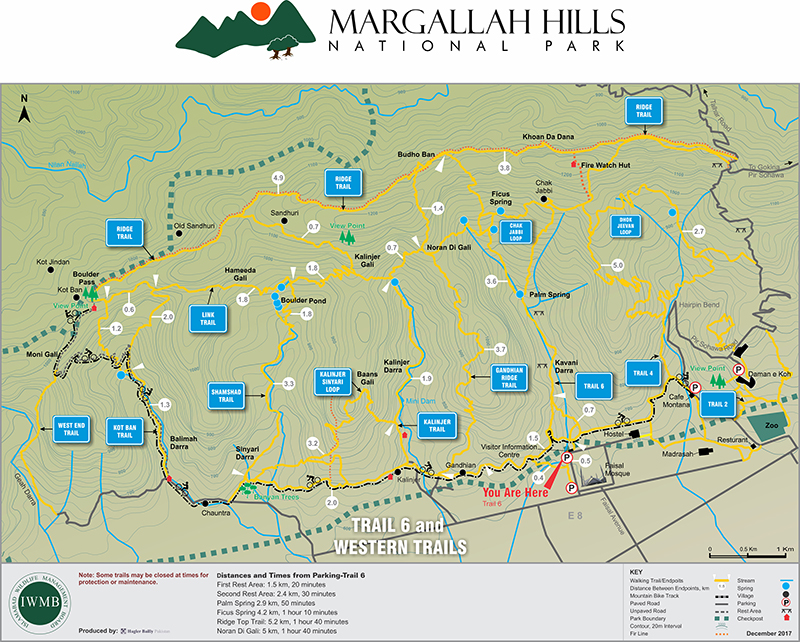 MARGALLAH HILLS
NATIONAL PARK
N
RIDGE
TRAIL
Khoan Da Dana
Budho Ban
Fire Watch Hut
To Gokina
Pir Sohawa
3.8
4.9
RIDGE
TRAIL
Chak
Jabbi
Ficus
Spring
1.4
Old Sandhuri
Sandhuri
0.7
View Point
RIDGE
TRAIL
CHAK
JABBI
LOOP
DHOK
JEEVAN
LOOP
2.7
Kot Jindan
Noran Di Gali
0.7
Kalinjer
Gali
1.8
Hameeda
Gali
5.0
Boulder
Pass
Kot Ban
View Point
3.6
Palm Spring
1.8
Boulder Pond
1.8
0.6
2.0
1.2
LINK
TRAIL
Hairpin Bend
Pir Sohawa Road
Moni Gali
3.7
Kalinjer
Darra
Kavani
Darra
Baans
Gali
KALINJER
SINYARI
LOOP
GANDHIAN
RIDGE
TRAIL
TRAIL 6
TRAIL 4
View Point
Daman e Koh
1.9
3.3
SHAMSHAD
TRAIL
Mini Dam
Cafe
Montana
TRAIL 2
0.7
1.3
WEST END
TRAIL
KOT BAN
TRAIL
Balimah
Darra
KALINJER
TRAIL
Zoo
Hostel
1.5
Visitor Information
Centre
Resturant
Madrasah
3.2
Sinyari
Darra
Gandhian
Kalinjer
0.5
0.4
Faisal
Mosque
You Are Here
Trail 6
Geah Darra
Banyan Trees
2.0
Chauntra
E 8
Faisal Avenue
TRAIL 6 and
WESTERN TRAILS
0 0.5 Km 1 Km
ISLAMABAD WILDLIFE MANAGEMENT BOARD
IWMB
Note: Some trails may be closed at times for
protection or maintenance.
Produced by: Hagler Bailly Pakistan
Distances and Times from Parking-Trail 6
First Rest Area: 1.5 km, 20 minutes
Second Rest Area: 2.4 km, 30 minutes
Palm Spring 2.9 km, 50 minutes
Ficus Spring 4.2 km, 1 hour 10 minutes
Ridge Top Trail: 5.2 km, 1 hour 40 minutes
Noran Di Gali: 5 km, 1 hour 40 minutes
KEY
Walking Trail/Endpoite
Distance Between Endpoints, km
Mountain Bike Track
Paved Road
Unpaved Road
Park Boundary
Contour, 20m Interval
Fir Line
Stream
Spring
Village
Parking
Rest Area
Checkpost
December 2017